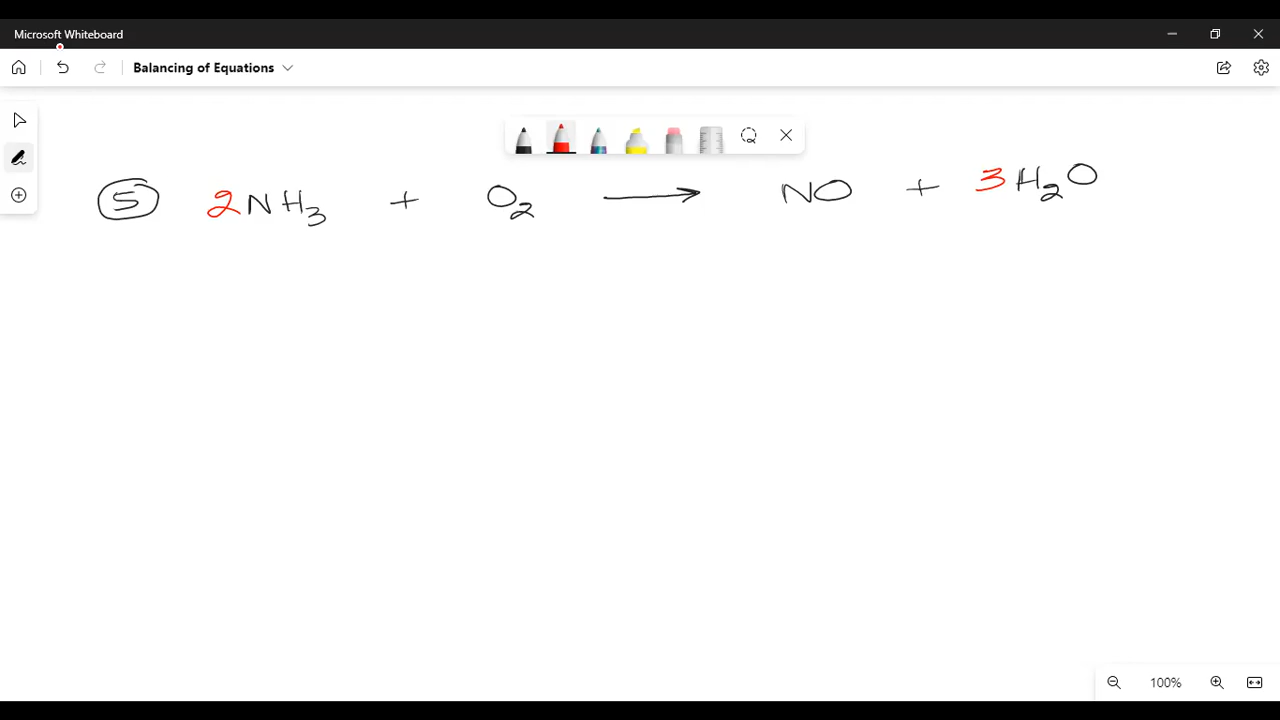 Microsoft Whiteboard
Balancing of Equations
5 2NH3 + O2 → NO + 3H2O
100%